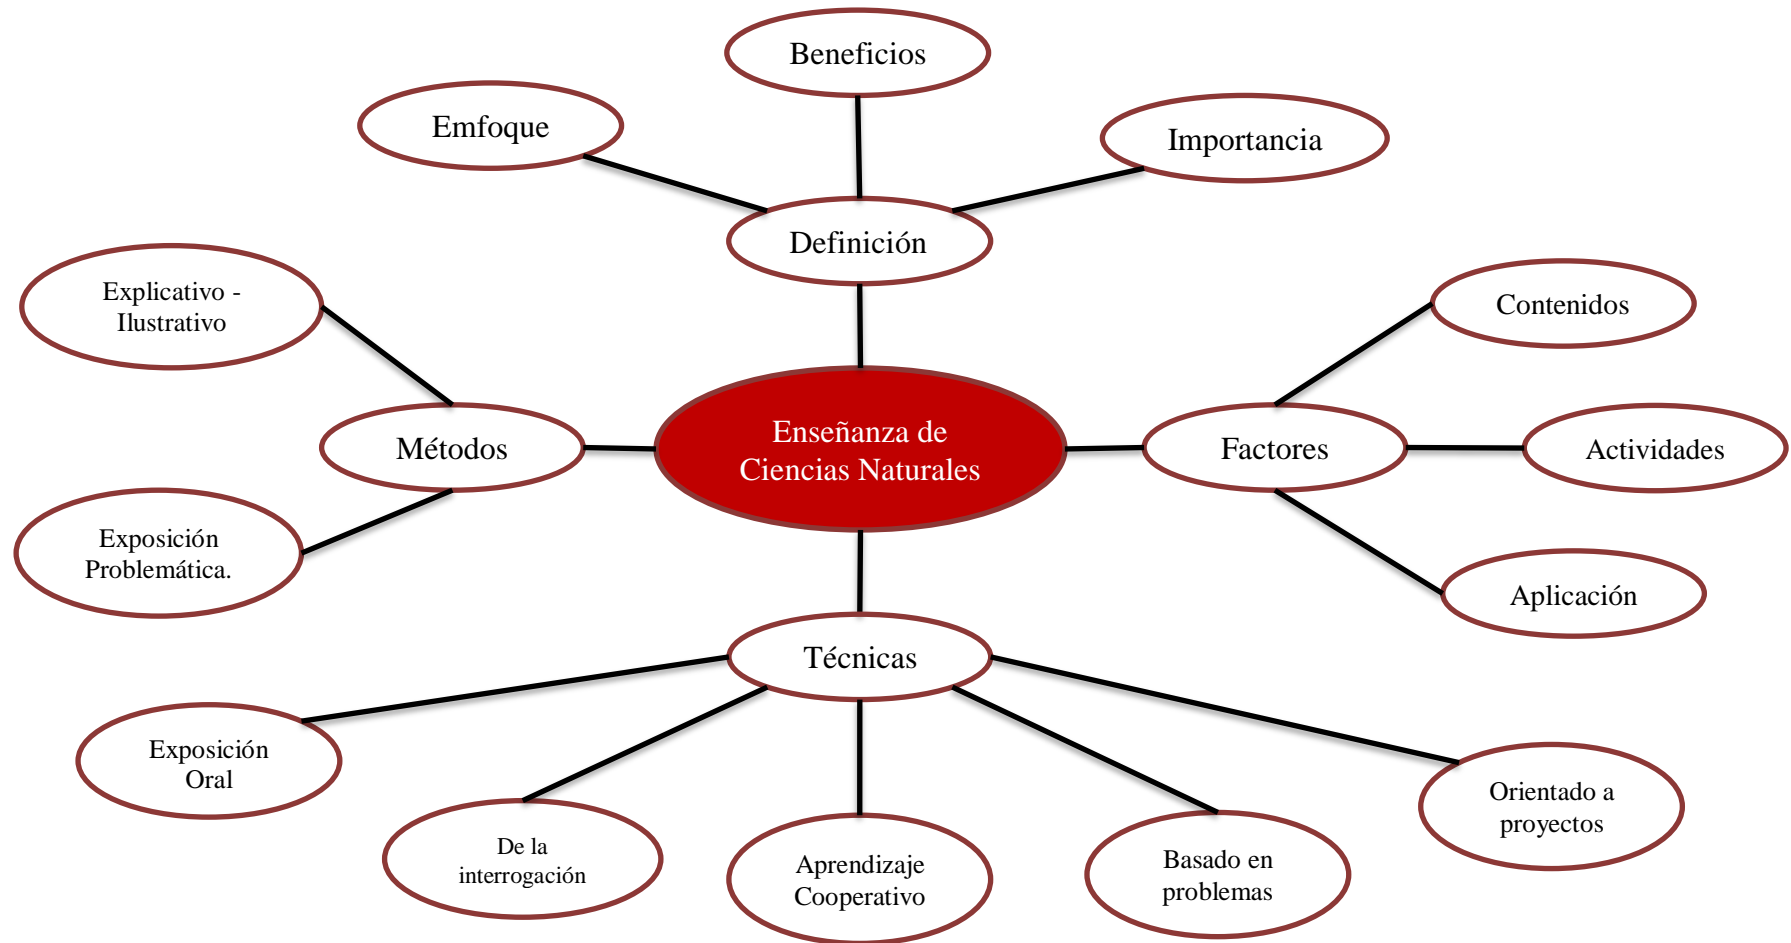 Beneficios
Emfoque
Importancia
Definición
Explicativo -
Ilustrativo
Contenidos
Métodos
Enseñanza de
Ciencias Naturales
Factores
Actividades
Exposición
Problemática.
Aplicación
Técnicas
Exposición
Oral
De la
interrogación
Aprendizaje
Cooperativo
Basado en
problemas
Orientado a
proyectos